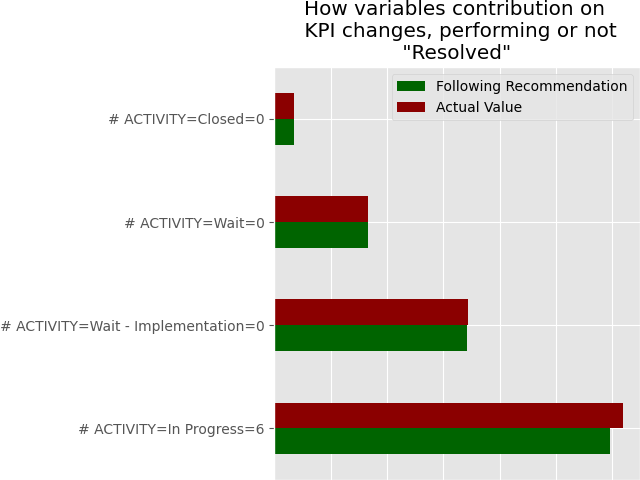 How variables contribution on
KPI changes, performing or not
"Resolved"
Following Recommendation
Actual Value
# ACTIVITY=Closed=0
# ACTIVITY=Wait=0
# ACTIVITY=Wait - Implementation=0
# ACTIVITY=In Progress=6